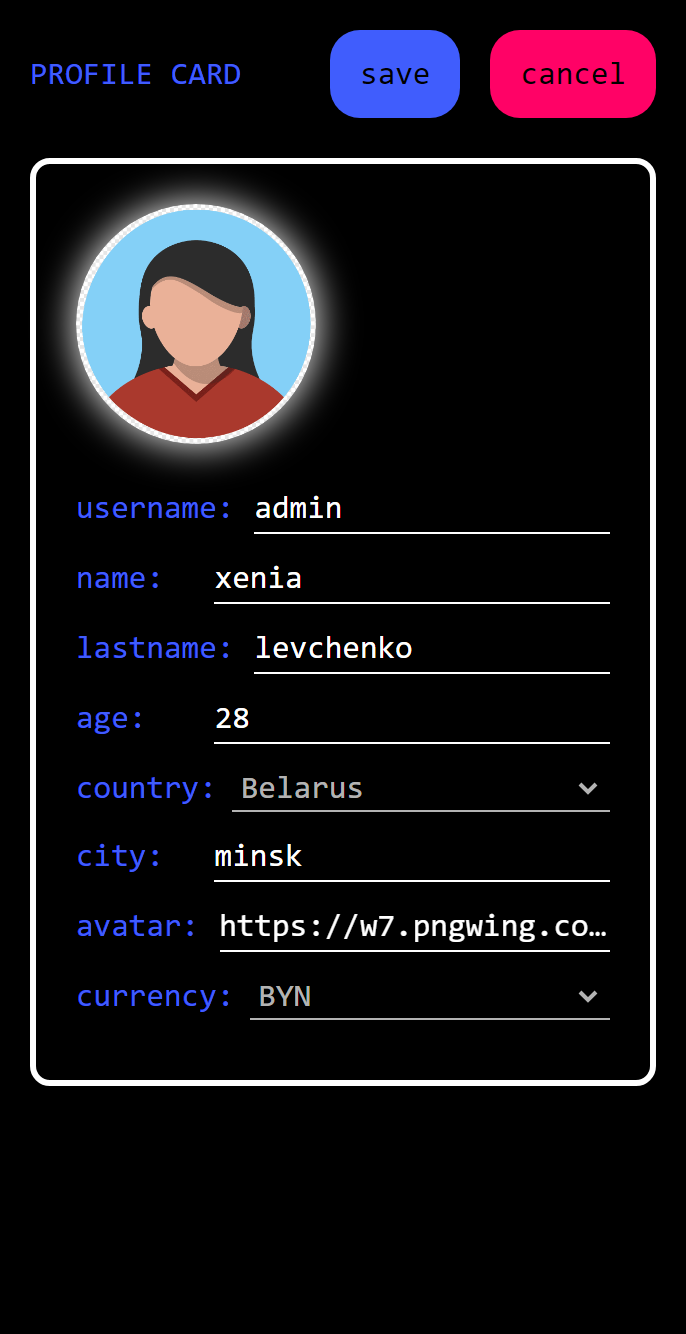 PROFILE CARD save cancel
username: admin
name: xenia
lastname: levchenko
age: 28
country: Belarus
city: minsk
avatar: https://w7.pngwing.co…
currency: BYN